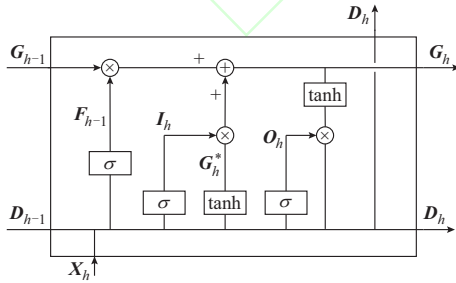 D_h
G_{h-1} × + + G_h
+ tanh
F_{h-1} I_h × O_h ×
σ G_h^*
σ tanh σ
D_{h-1} D_h
X_h